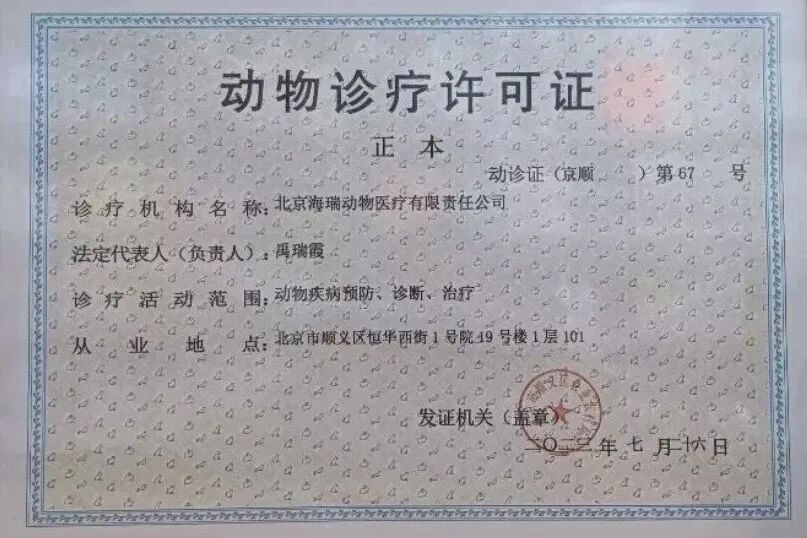 动物诊疗许可证
正本
动诊证（京顺 ）第67 号
诊疗机构名称：北京海瑞动物医疗有限责任公司
法定代表人（负责人）：禹瑞霞
诊疗活动范围：动物疾病预防、诊断、治疗
从业地点：北京市顺义区恒华西街1号院19号楼1层101
发证机关（盖章）
二〇二三年七月二十六日